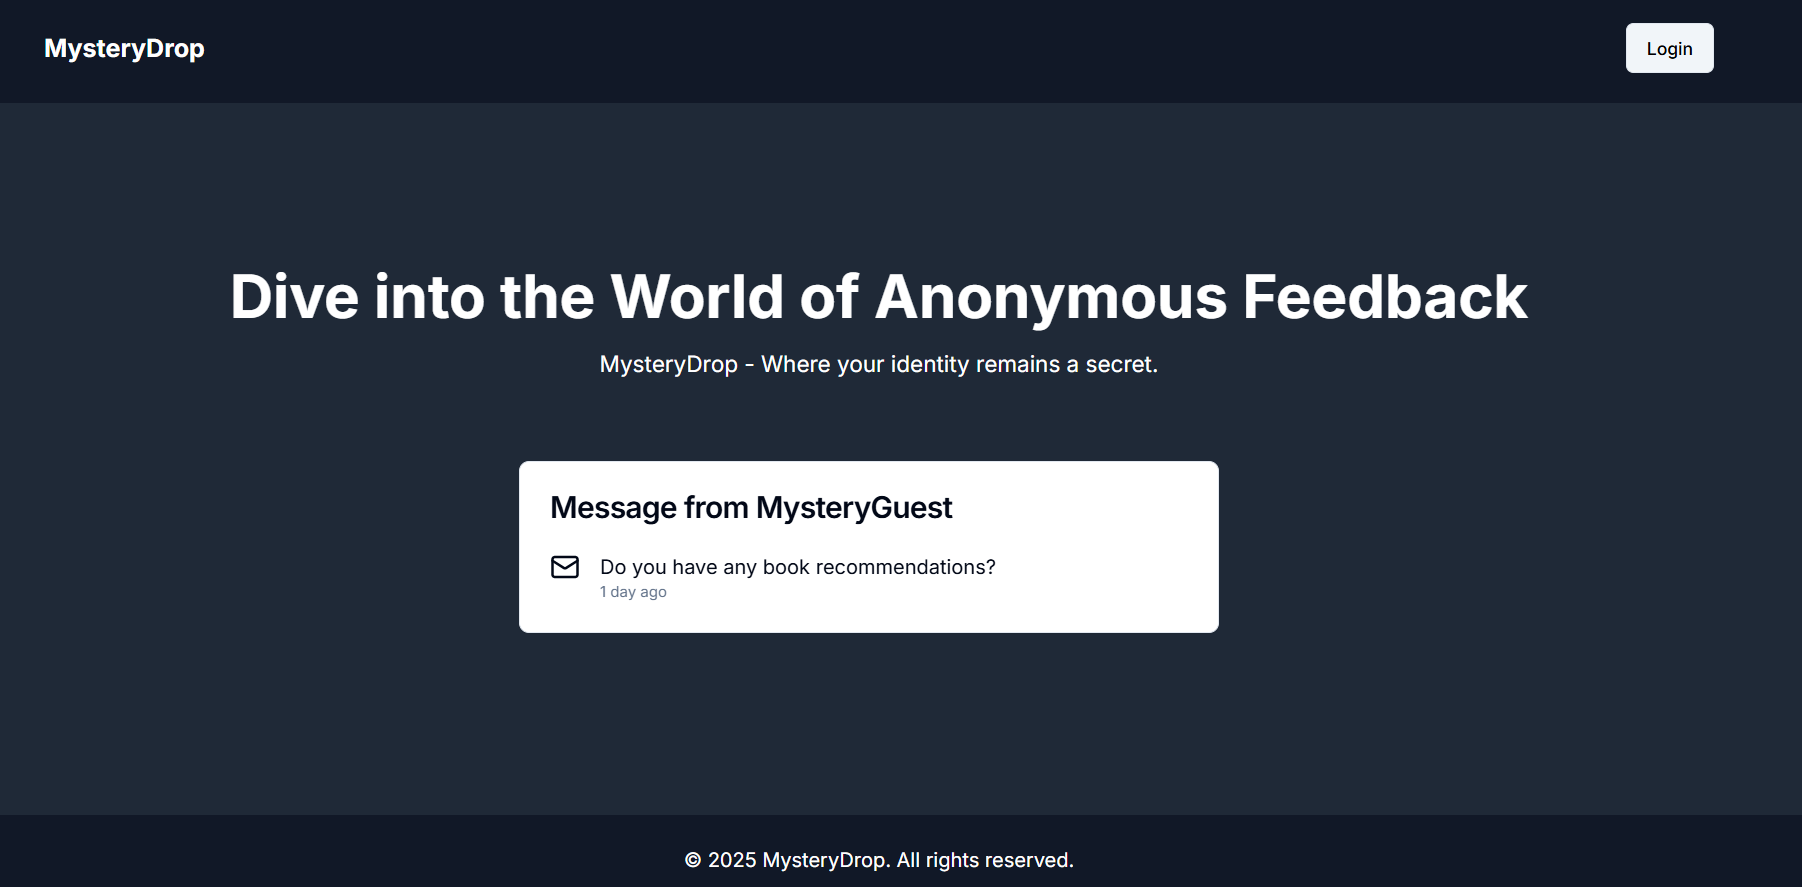 MysteryDrop
Login
Dive into the World of Anonymous Feedback
MysteryDrop - Where your identity remains a secret.
Message from MysteryGuest
Do you have any book recommendations?
1 day ago
© 2025 MysteryDrop. All rights reserved.